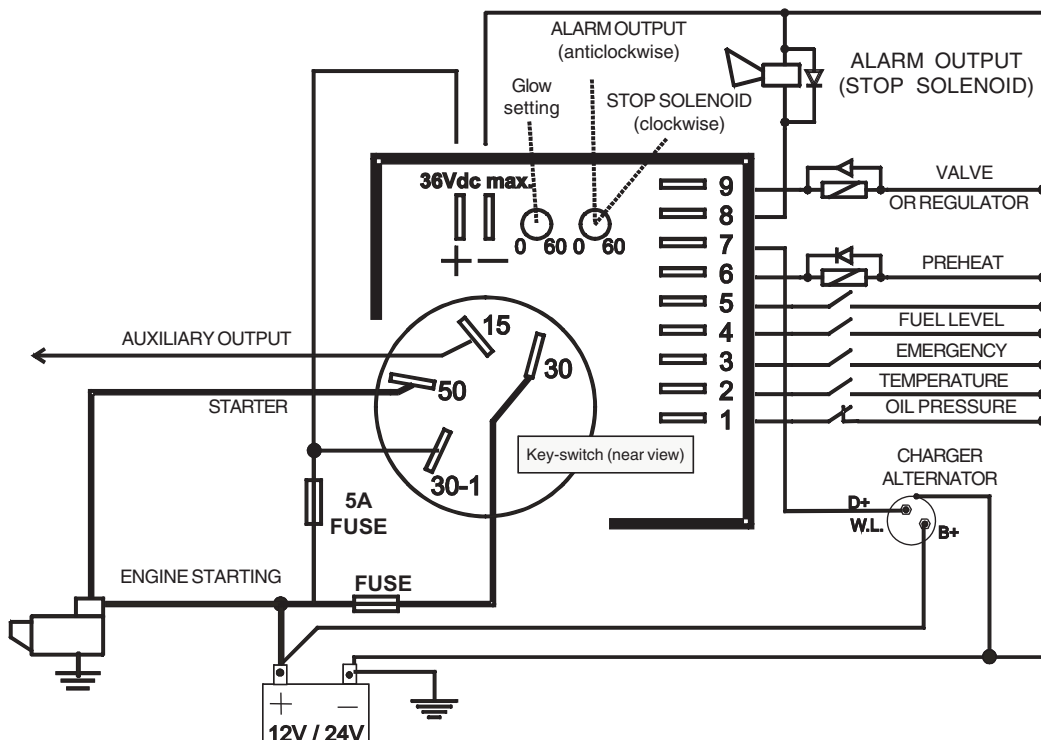 ALARM OUTPUT
(anticlockwise)
Glow
setting
STOP SOLENOID
(clockwise)
ALARM OUTPUT
(STOP SOLENOID)
36Vdc max.
0 60 0 60
+ −
9
8
7
6
5
4
3
2
1
VALVE
OR REGULATOR
PREHEAT
FUEL LEVEL
EMERGENCY
TEMPERATURE
OIL PRESSURE
AUXILIARY OUTPUT
15
30
50
STARTER
30-1
Key-switch (near view)
5A
FUSE
CHARGER
ALTERNATOR
D+
W.L.
B+
ENGINE STARTING
FUSE
+ −
12V / 24V